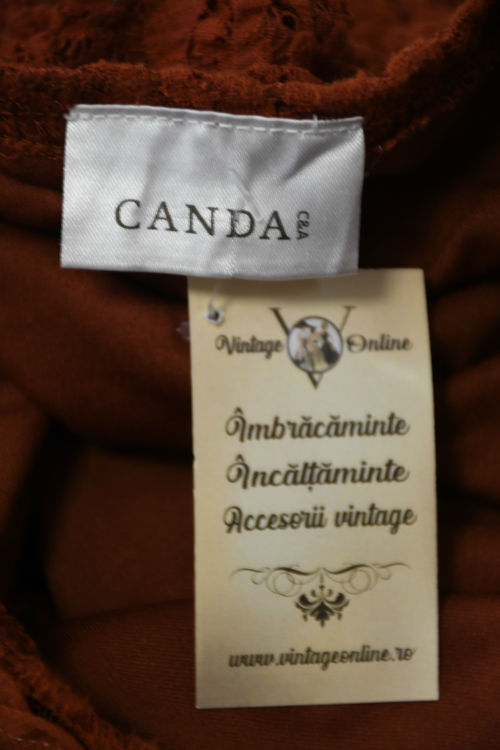 CANDA C&A
Vintage V Online
Îmbrăcăminte
Încălțăminte
Accesorii vintage
www.vintageonline.ro